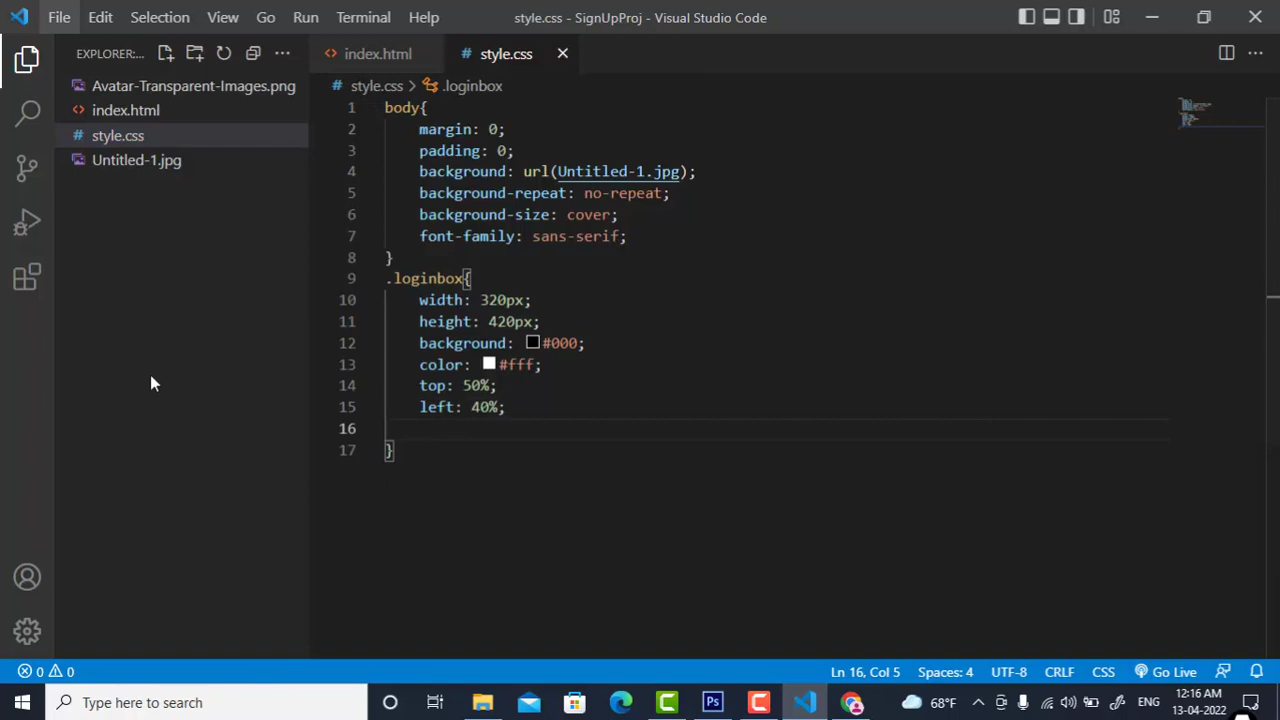 File Edit Selection View Go Run Terminal Help
style.css - SignUpProj - Visual Studio Code
EXPLORER:...
Avatar-Transparent-Images.png
index.html
style.css
Untitled-1.jpg
index.html
style.css
style.css > .loginbox
1 body{
2 margin: 0;
3 padding: 0;
4 background: url(Untitled-1.jpg);
5 background-repeat: no-repeat;
6 background-size: cover;
7 font-family: sans-serif;
8 }
9 .loginbox{
10 width: 320px;
11 height: 420px;
12 background: #000;
13 color: #fff;
14 top: 50%;
15 left: 40%;
16
17 }
0 0
Ln 16, Col 5 Spaces: 4 UTF-8 CRLF CSS Go Live
Type here to search
Ps
68°F
ENG
12:16 AM
13-04-2022